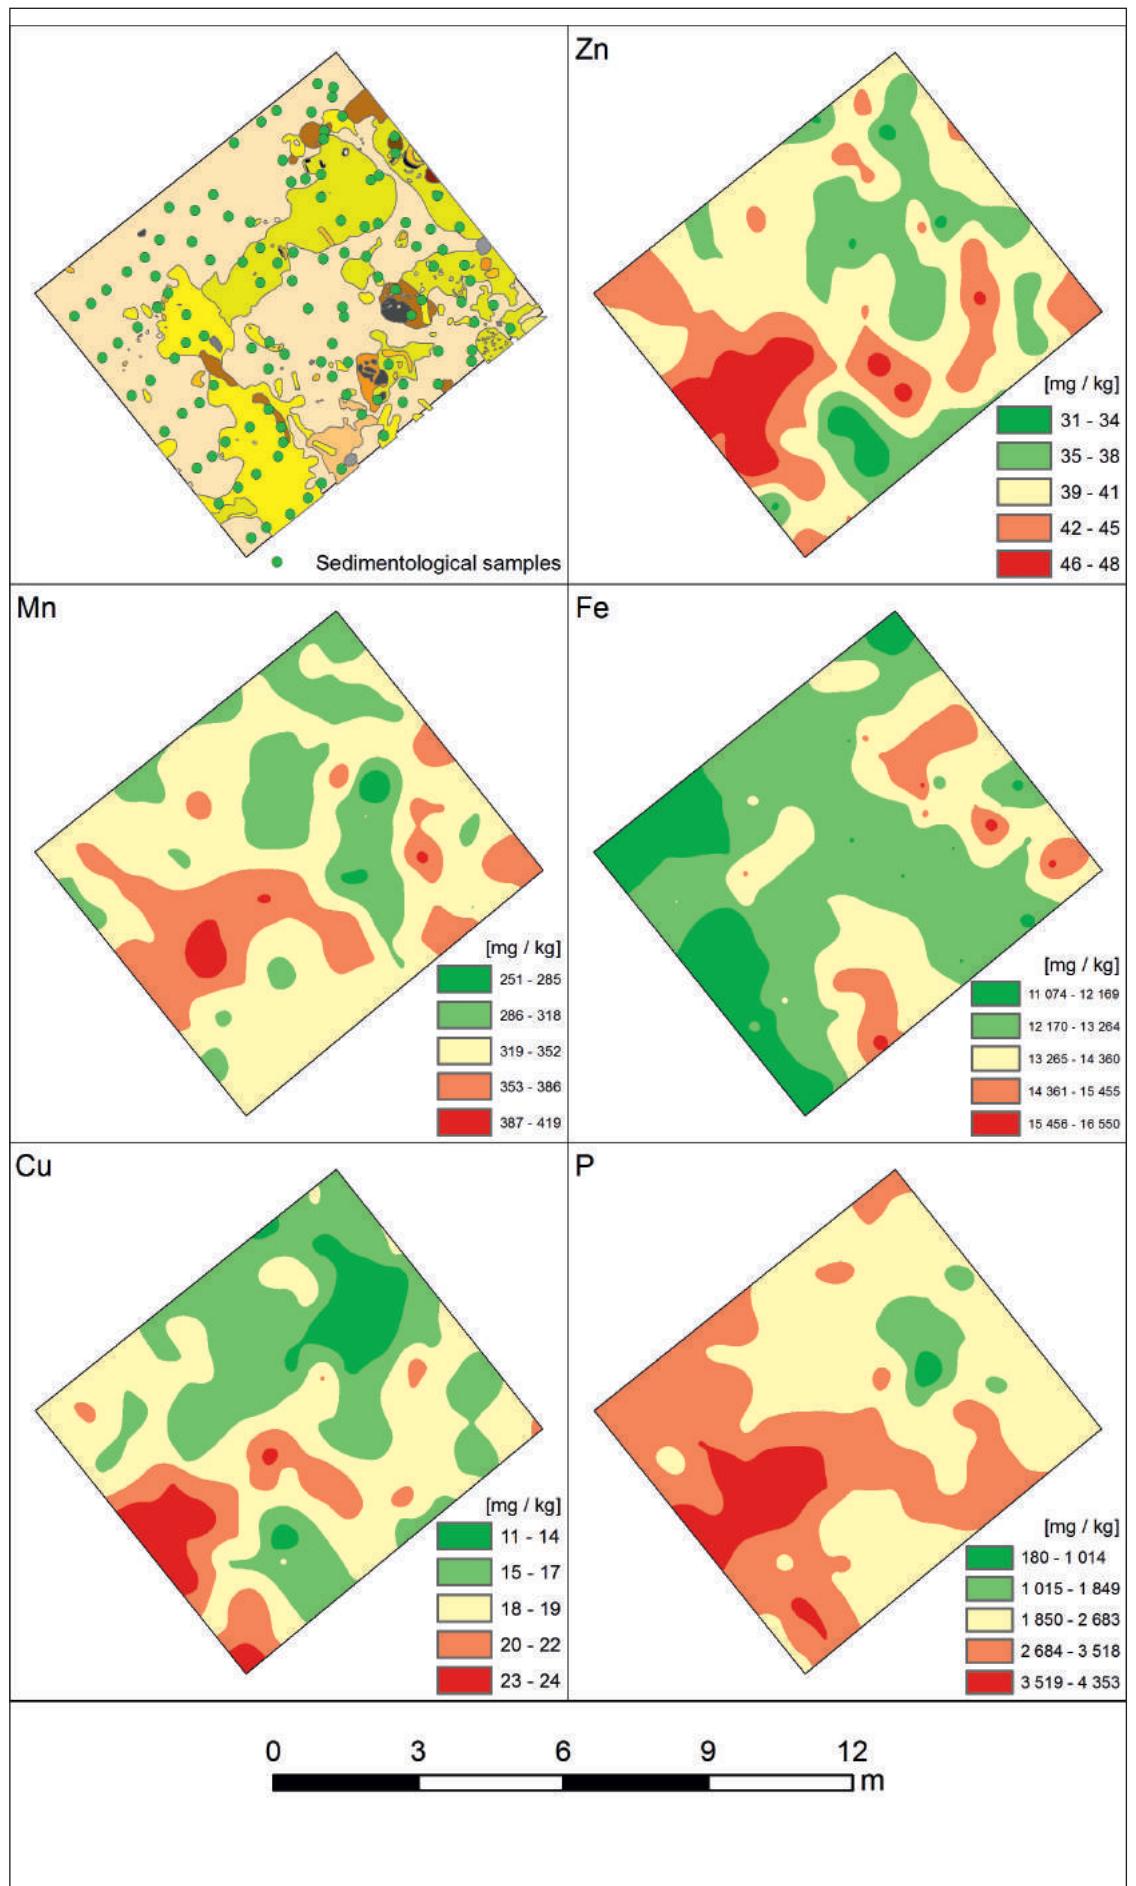 Sedimentological samples
Zn
[mg / kg]
31 - 34
35 - 38
39 - 41
42 - 45
46 - 48
Mn
[mg / kg]
251 - 285
286 - 318
319 - 352
353 - 386
387 - 419
Fe
[mg / kg]
11 074 - 12 169
12 170 - 13 264
13 265 - 14 360
14 361 - 15 455
15 456 - 16 550
Cu
[mg / kg]
11 - 14
15 - 17
18 - 19
20 - 22
23 - 24
P
[mg / kg]
180 - 1 014
1 015 - 1 849
1 850 - 2 683
2 684 - 3 518
3 519 - 4 353
0 3 6 9 12
m